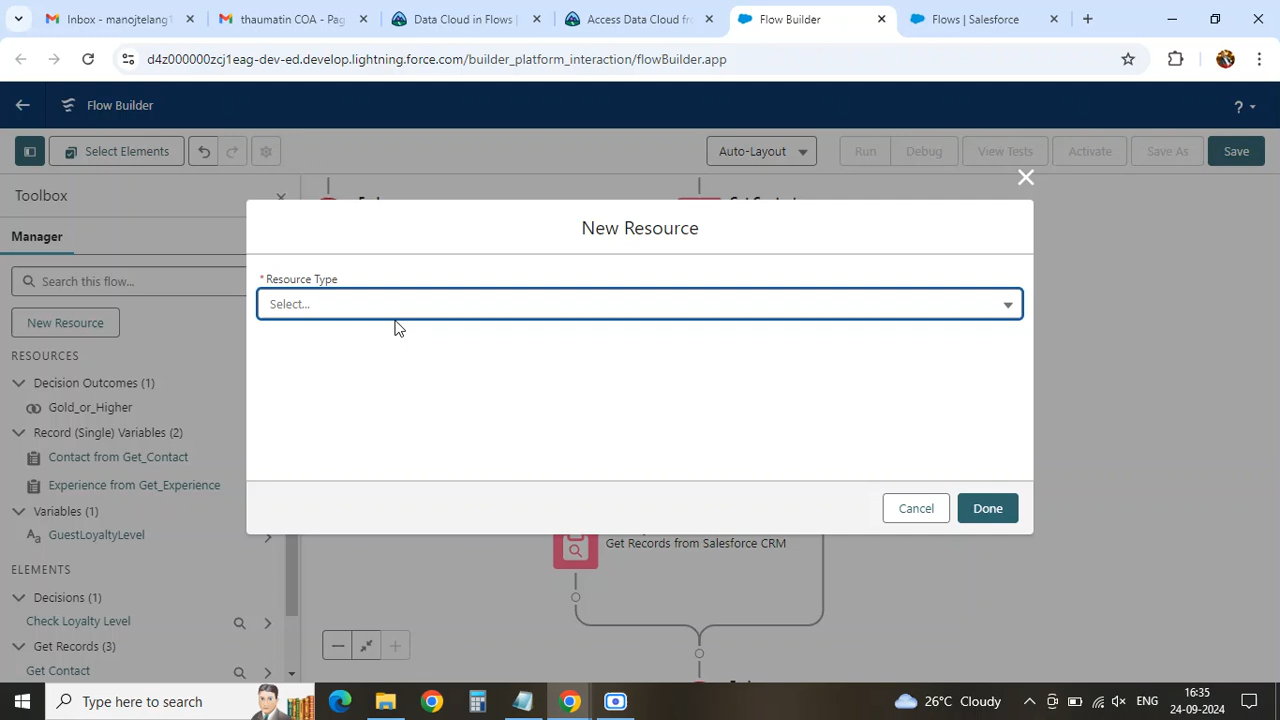 Inbox - manojtelang1
thaumatin COA - Pag
Data Cloud in Flows |
Access Data Cloud fro
Flow Builder
Flows | Salesforce
d4z000000zcj1eag-dev-ed.develop.lightning.force.com/builder_platform_interaction/flowBuilder.app
Flow Builder
?
Select Elements
Auto-Layout
Run
Debug
View Tests
Activate
Save As
Save
Toolbox
Manager
Search this flow...
New Resource
RESOURCES
Decision Outcomes (1)
Gold_or_Higher
Record (Single) Variables (2)
Contact from Get_Contact
Experience from Get_Experience
Variables (1)
GuestLoyaltyLevel
ELEMENTS
Decisions (1)
Check Loyalty Level
Get Records (3)
Get Contact
New Resource
* Resource Type
Select...
Cancel
Done
Get Records from Salesforce CRM
Type here to search
26°C Cloudy
ENG
16:35
24-09-2024